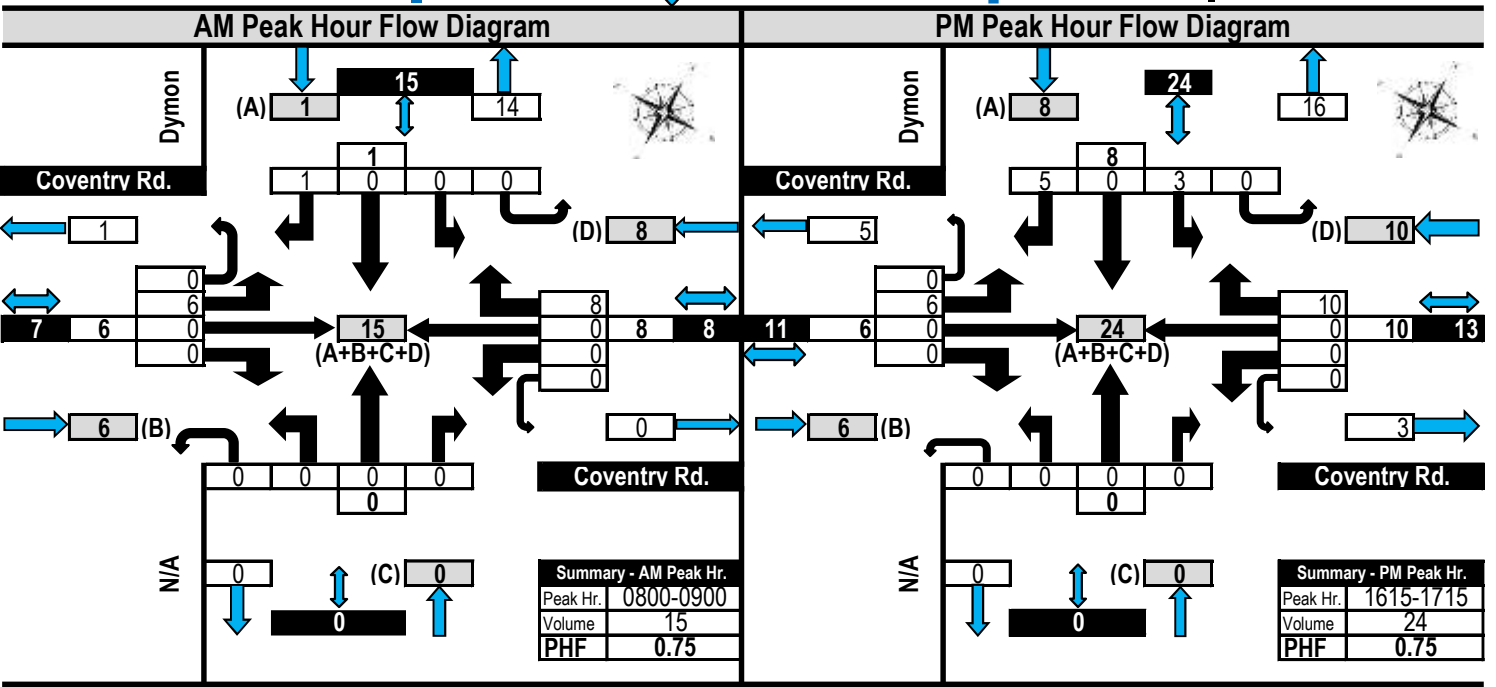 AM Peak Hour Flow Diagram
Dymon
15
(A) 1 14
1
1 0 0 0
Coventry Rd.
1
(D) 8
0
6
0
0
7 6
15
(A+B+C+D)
8
0
0
0
8 8
6 (B)
0
0 0 0 0
0
Coventry Rd.
N/A
0
(C) 0
0
Summary - AM Peak Hr.
Peak Hr. 0800-0900
Volume 15
PHF 0.75
PM Peak Hour Flow Diagram
Dymon
24
(A) 8 16
8
5 0 3 0
Coventry Rd.
5
(D) 10
0
6
0
0
11 6
24
(A+B+C+D)
10
0
0
0
10 13
6 (B)
3
0 0 0 0
0
Coventry Rd.
N/A
0
(C) 0
0
Summary - PM Peak Hr.
Peak Hr. 1615-1715
Volume 24
PHF 0.75